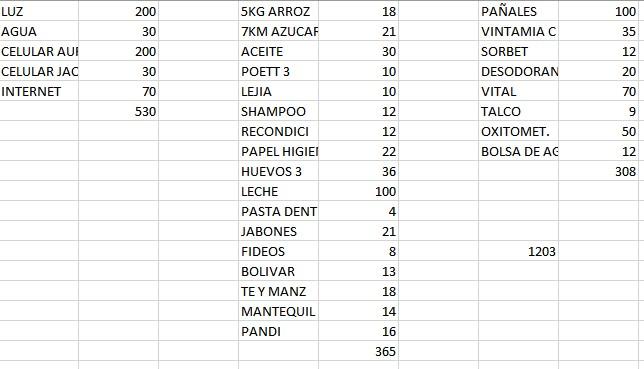 LUZ 200 5KG ARROZ 18 PAÑALES 100
AGUA 30 7KM AZUCAR 21 VINTAMIA C 35
CELULAR AUR 200 ACEITE 30 SORBET 12
CELULAR JAC 30 POETT 3 10 DESODORAN 20
INTERNET 70 LEJIA 10 VITAL 70
530 SHAMPOO 12 TALCO 9
RECONDICI 12 OXITOMET. 50
PAPEL HIGIEN 22 BOLSA DE AG 12
HUEVOS 3 36 308
LECHE 100
PASTA DENT 4
JABONES 21
FIDEOS 8 1203
BOLIVAR 13
TE Y MANZ 18
MANTEQUIL 14
PANDI 16
365